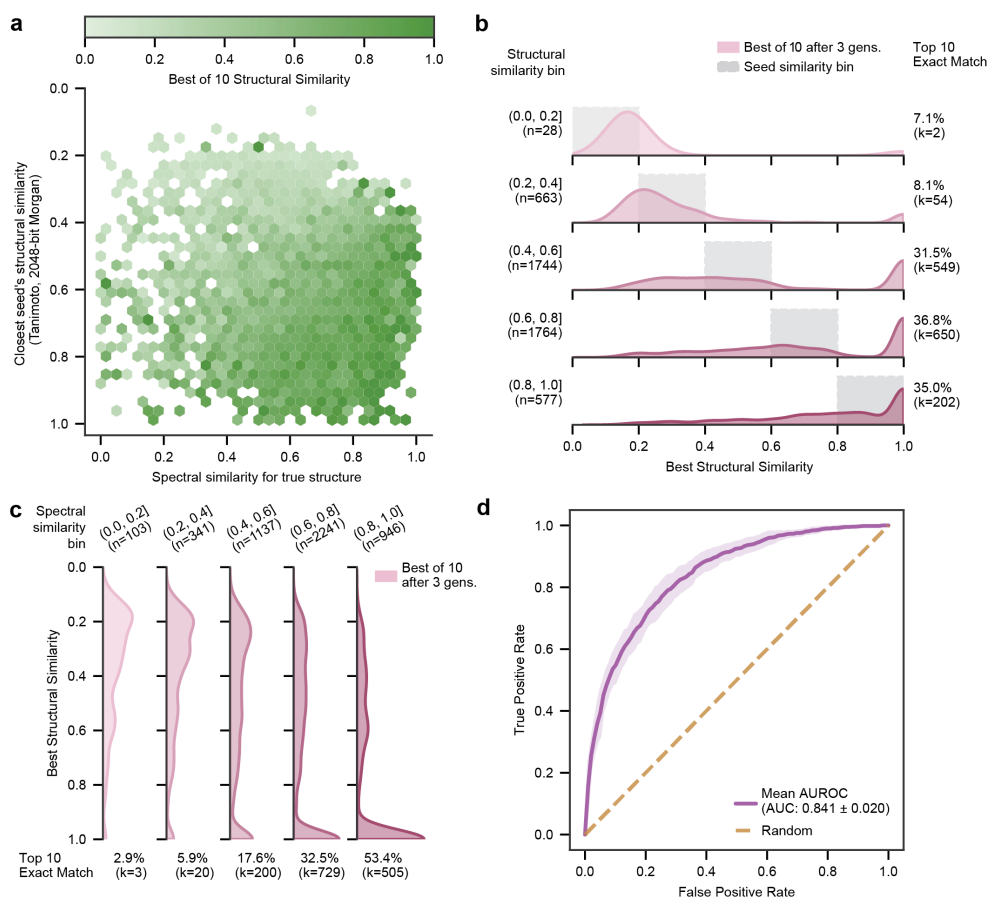 a
0.0 0.2 0.4 0.6 0.8 1.0
Best of 10 Structural Similarity
Closest seed's structural similarity
(Tanimoto, 2048-bit Morgan)
0.0
0.2
0.4
0.6
0.8
1.0
0.0 0.2 0.4 0.6 0.8 1.0
Spectral similarity for true structure
b
Structural
similarity bin
Best of 10 after 3 gens.
Seed similarity bin
Top 10
Exact Match
(0.0, 0.2]
(n=28)
7.1%
(k=2)
(0.2, 0.4]
(n=663)
8.1%
(k=54)
(0.4, 0.6]
(n=1744)
31.5%
(k=549)
(0.6, 0.8]
(n=1764)
36.8%
(k=650)
(0.8, 1.0]
(n=577)
35.0%
(k=202)
0.0 0.2 0.4 0.6 0.8 1.0
Best Structural Similarity
c
Spectral
similarity
bin
(0.0, 0.2]
(n=103)
(0.2, 0.4]
(n=341)
(0.4, 0.6]
(n=1137)
(0.6, 0.8]
(n=2241)
(0.8, 1.0]
(n=946)
Best of 10
after 3 gens.
Best Structural Similarity
0.0
0.2
0.4
0.6
0.8
1.0
Top 10
Exact Match
2.9%
(k=3)
5.9%
(k=20)
17.6%
(k=200)
32.5%
(k=729)
53.4%
(k=505)
d
True Positive Rate
1.0
0.8
0.6
0.4
0.2
0.0
Mean AUROC
(AUC: 0.841 ± 0.020)
Random
0.0 0.2 0.4 0.6 0.8 1.0
False Positive Rate